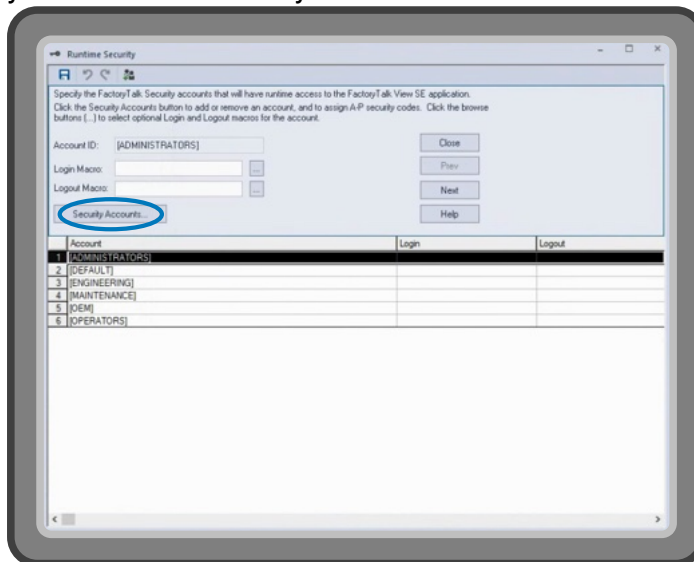 Runtime Security
Specify the FactoryTalk Security accounts that will have runtime access to the FactoryTalk View SE application.
Click the Security Accounts button to add or remove an account, and to assign A-P security codes. Click the browse
buttons (...) to select optional Login and Logout macros for the account.
Account ID: [ADMINISTRATORS] Close
Login Macro: ... Prev
Logout Macro: ... Next
Security Accounts... Help
Account Login Logout
1 [ADMINISTRATORS]
2 [DEFAULT]
3 [ENGINEERING]
4 [MAINTENANCE]
5 [OEM]
6 [OPERATORS]